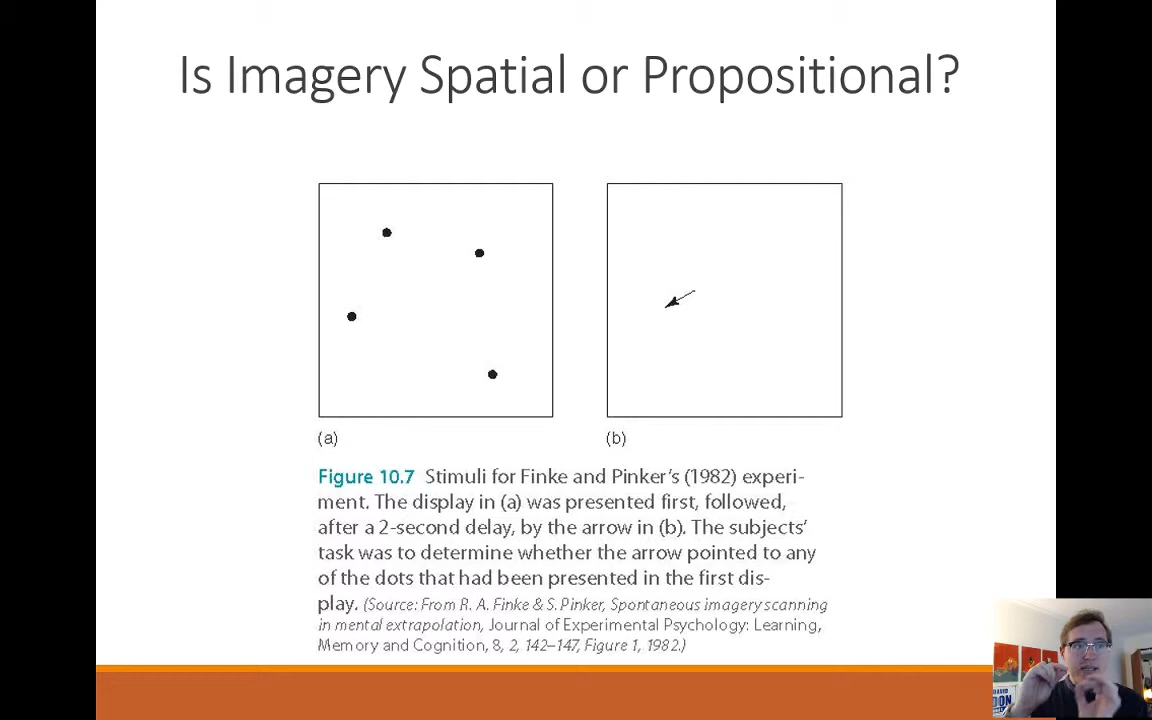 Is Imagery Spatial or Propositional?
(a)
(b)
Figure 10.7 Stimuli for Finke and Pinker's (1982) experi-
ment. The display in (a) was presented first, followed,
after a 2-second delay, by the arrow in (b). The subjects'
task was to determine whether the arrow pointed to any
of the dots that had been presented in the first dis-
play. (Source: From R. A. Finke & S. Pinker, Spontaneous imagery scanning
in mental extrapolation, Journal of Experimental Psychology: Learning,
Memory and Cognition, 8, 2, 142–147, Figure 1, 1982.)
DAVID